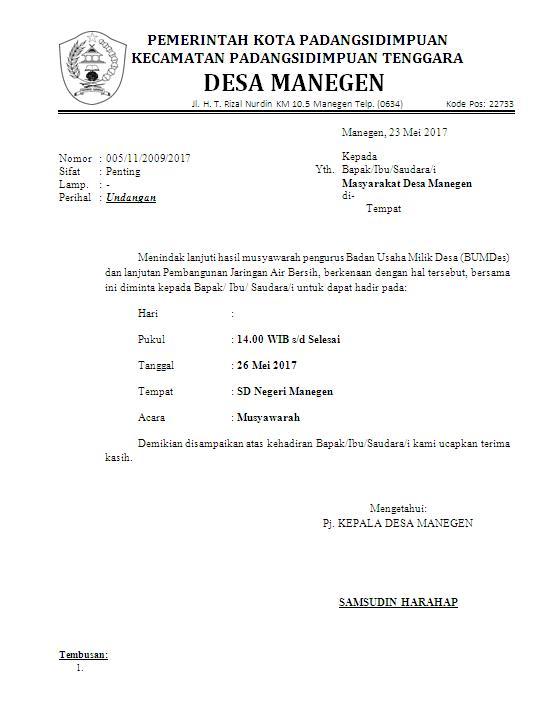 PEMERINTAH KOTA PADANGSIDIMPUAN
KECAMATAN PADANGSIDIMPUAN TENGGARA
DESA MANEGEN
Jl. H. T. Rizal Nurdin KM 10.5 Manegen Telp. (0634) Kode Pos: 22733
Manegen, 23 Mei 2017
Nomor : 005/11/2009/2017
Sifat : Penting
Lamp. : -
Perihal : Undangan
Kepada
Yth. Bapak/Ibu/Saudara/i
Masyarakat Desa Manegen
di-
Tempat
Menindak lanjuti hasil musyawarah pengurus Badan Usaha Milik Desa (BUMDes)
dan lanjutan Pembangunan Jaringan Air Bersih, berkenaan dengan hal tersebut, bersama
ini diminta kepada Bapak/ Ibu/ Saudara/i untuk dapat hadir pada:
Hari :
Pukul : 14.00 WIB s/d Selesai
Tanggal : 26 Mei 2017
Tempat : SD Negeri Manegen
Acara : Musyawarah
Demikian disampaikan atas kehadiran Bapak/Ibu/Saudara/i kami ucapkan terima
kasih.
Mengetahui:
Pj. KEPALA DESA MANEGEN
SAMSUDIN HARAHAP
Tembusan:
1.